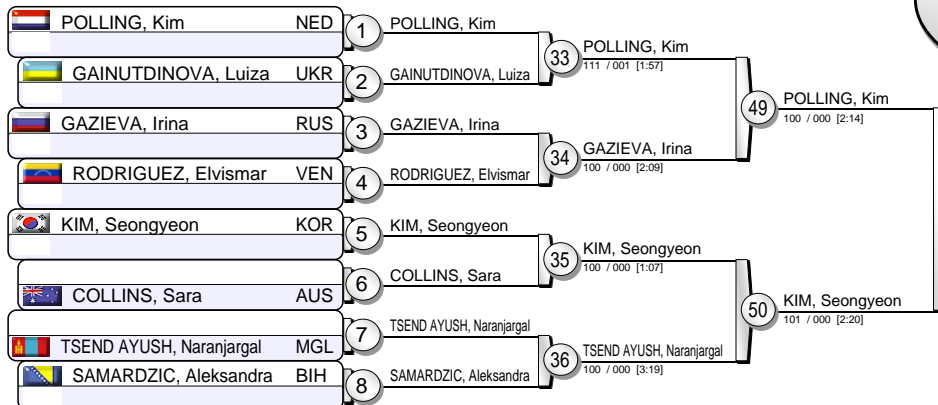 POLLING, Kim NED
GAINUTDINOVA, Luiza UKR
GAZIEVA, Irina RUS
RODRIGUEZ, Elvismar VEN
KIM, Seongyeon KOR
COLLINS, Sara AUS
TSEND AYUSH, Naranjargal MGL
SAMARDZIC, Aleksandra BIH
1 POLLING, Kim
2 GAINUTDINOVA, Luiza
3 GAZIEVA, Irina
4 RODRIGUEZ, Elvismar
5 KIM, Seongyeon
6 COLLINS, Sara
7 TSEND AYUSH, Naranjargal
8 SAMARDZIC, Aleksandra
33 POLLING, Kim
111 / 001 [1:57]
34 GAZIEVA, Irina
100 / 000 [2:09]
35 KIM, Seongyeon
100 / 000 [1:07]
36 TSEND AYUSH, Naranjargal
100 / 000 [3:19]
49 POLLING, Kim
100 / 000 [2:14]
50 KIM, Seongyeon
101 / 000 [2:20]